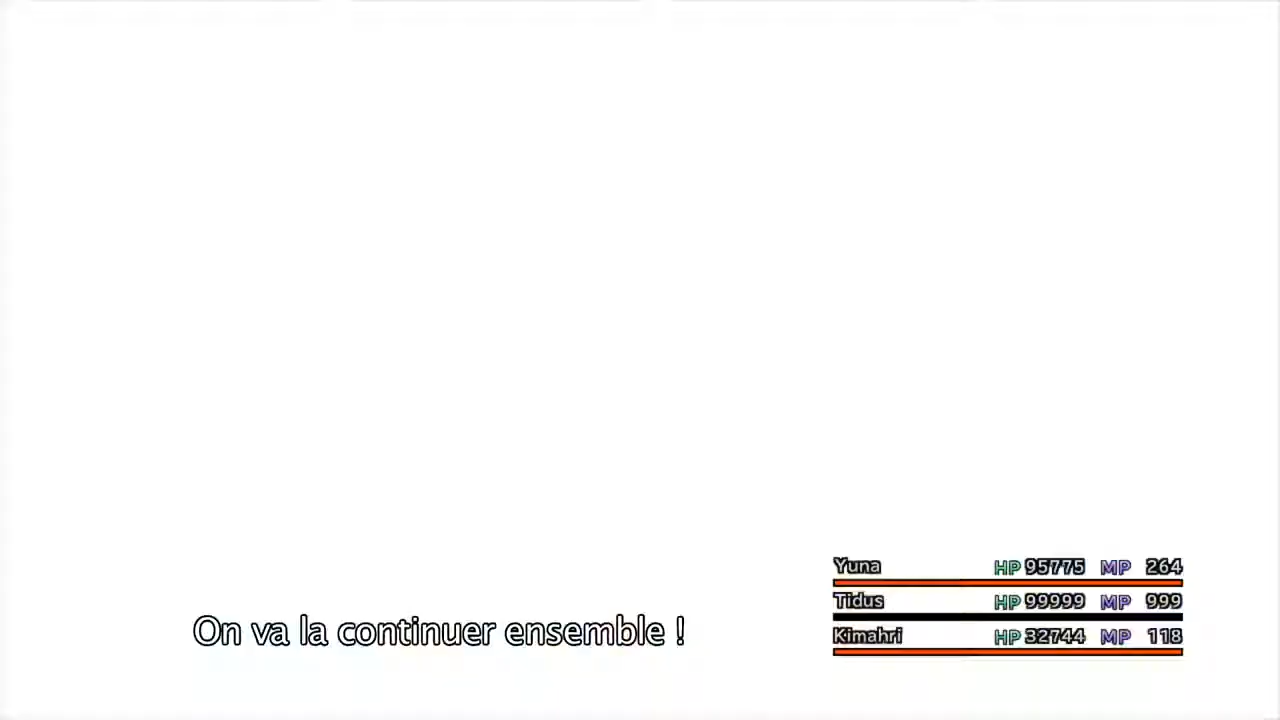 Yuna HP 95775 MP 264
Tidus HP 99999 MP 999
Kimahri HP 32744 MP 118
On va la continuer ensemble !